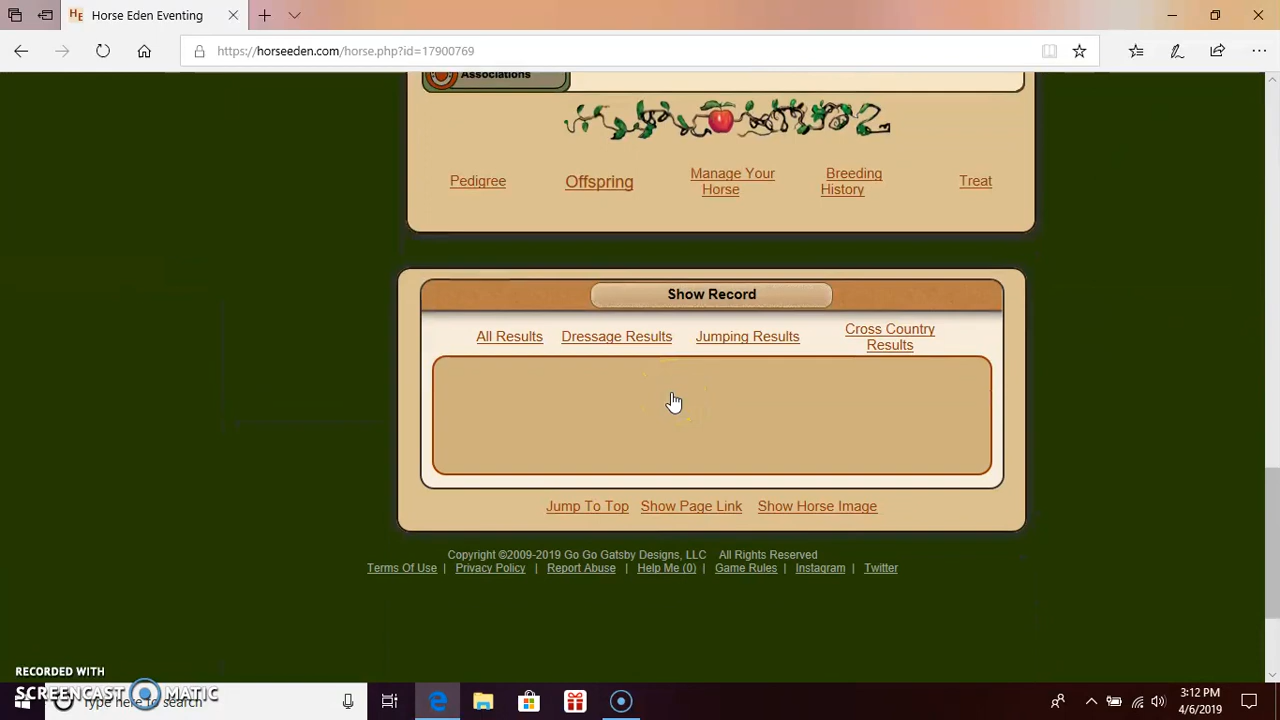 Horse Eden Eventing
https://horseeden.com/horse.php?id=17900769
Associations
Pedigree
Offspring
Manage Your
Horse
Breeding
History
Treat
Show Record
All Results
Dressage Results
Jumping Results
Cross Country
Results
Jump To Top Show Page Link Show Horse Image
Copyright ©2009-2019 Go Go Gatsby Designs, LLC All Rights Reserved
Terms Of Use | Privacy Policy | Report Abuse | Help Me (0) | Game Rules | Instagram | Twitter
RECORDED WITH
SCREENCAST MATIC
Type here to search
3:12 PM
4/6/2019